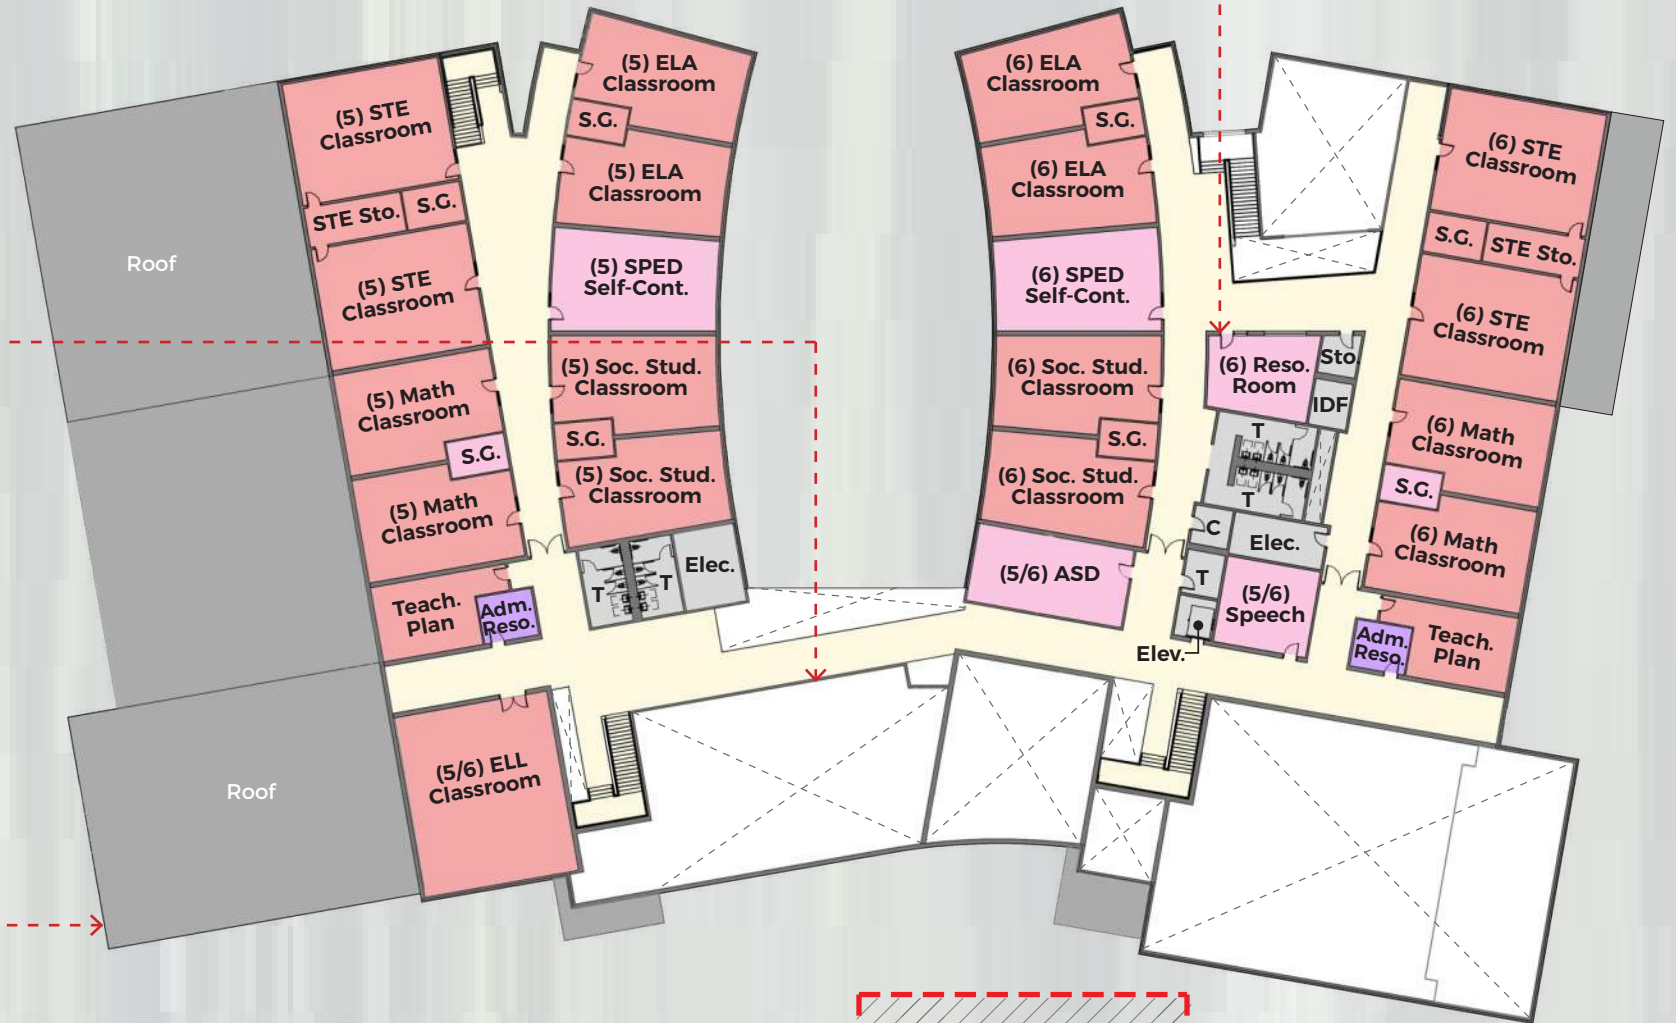 Roof
Roof
(5) STE
Classroom
STE Sto.
S.G.
(5) STE
Classroom
(5) Math
Classroom
S.G.
(5) Math
Classroom
Teach.
Plan
Adm.
Reso.
(5/6) ELL
Classroom
(5) ELA
Classroom
S.G.
(5) ELA
Classroom
(5) SPED
Self-Cont.
(5) Soc. Stud.
Classroom
S.G.
(5) Soc. Stud.
Classroom
T
T
Elec.
(6) ELA
Classroom
S.G.
(6) ELA
Classroom
(6) SPED
Self-Cont.
(6) Soc. Stud.
Classroom
S.G.
(6) Soc. Stud.
Classroom
(5/6) ASD
(6) Reso.
Room
Sto.
IDF
T
T
C
Elec.
T
(5/6)
Speech
Elev.
(6) STE
Classroom
S.G.
STE Sto.
(6) STE
Classroom
(6) Math
Classroom
S.G.
(6) Math
Classroom
Adm.
Reso.
Teach.
Plan